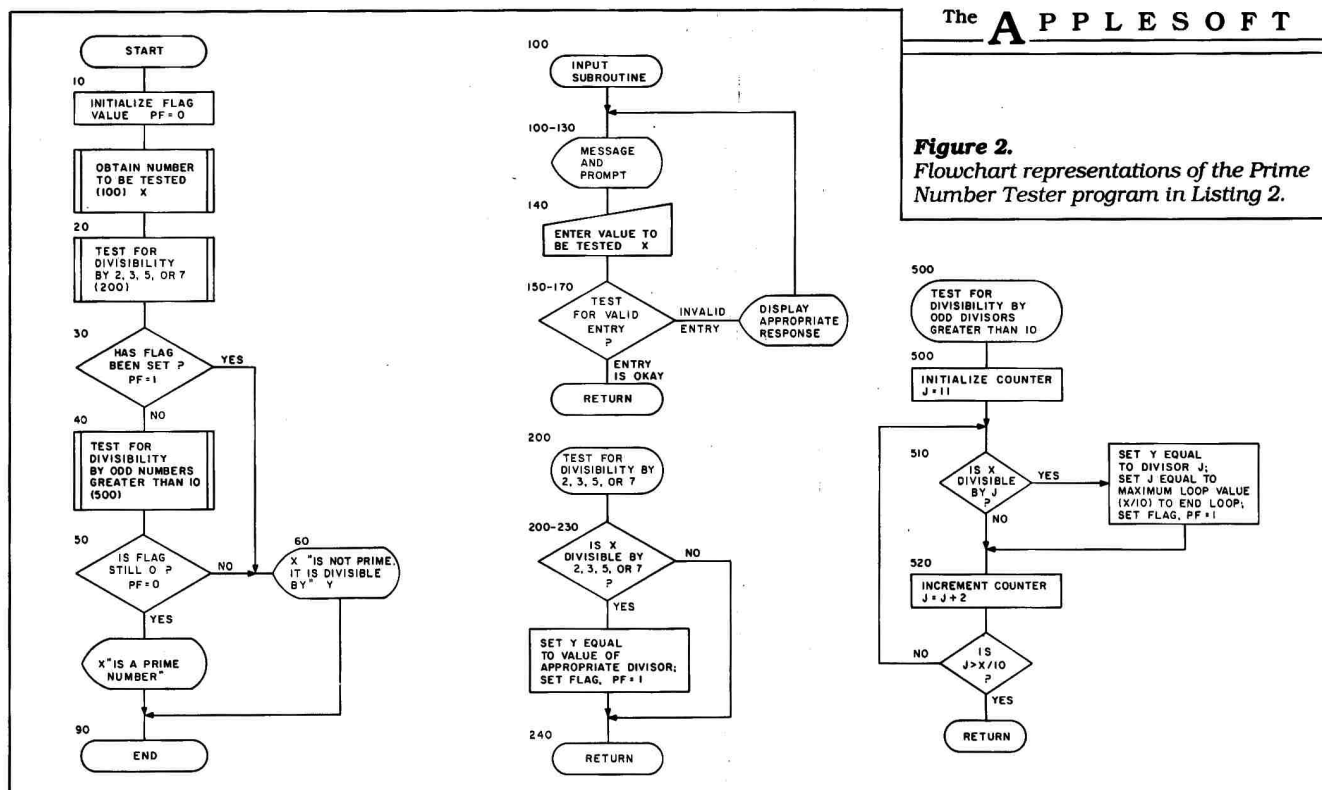 The APPLESOFT
Figure 2.
Flowchart representations of the Prime
Number Tester program in Listing 2.
START
10
INITIALIZE FLAG
VALUE PF=0
OBTAIN NUMBER
TO BE TESTED
(100) X
20
TEST FOR
DIVISIBILITY
BY 2, 3, 5, OR 7
(200)
30
HAS FLAG
BEEN SET ?
PF=1
YES
NO
40
TEST FOR
DIVISIBILITY
BY ODD NUMBERS
GREATER THAN 10
(500)
50
IS FLAG
STILL 0 ?
PF=0
NO
YES
60
X "IS NOT PRIME.
IT IS DIVISIBLE
BY" Y
X "IS A PRIME
NUMBER"
90
END
100
INPUT
SUBROUTINE
100-130
MESSAGE
AND
PROMPT
140
ENTER VALUE TO
BE TESTED X
150-170
TEST
FOR VALID
ENTRY
?
INVALID
ENTRY
DISPLAY
APPROPRIATE
RESPONSE
ENTRY
IS OKAY
RETURN
200
TEST FOR
DIVISIBILITY BY
2, 3, 5, OR 7
200-230
IS X
DIVISIBLE BY
2, 3, 5, OR 7
?
NO
YES
SET Y EQUAL
TO VALUE OF
APPROPRIATE DIVISOR;
SET FLAG, PF=1
240
RETURN
500
TEST FOR
DIVISIBILITY BY
ODD DIVISORS
GREATER THAN 10
500
INITIALIZE COUNTER
J=11
510
IS X
DIVISIBLE
BY J
?
YES
NO
SET Y EQUAL
TO DIVISOR J;
SET J EQUAL TO
MAXIMUM LOOP VALUE
(X/10) TO END LOOP;
SET FLAG, PF=1
520
INCREMENT COUNTER
J=J+2
IS
J>X/10
?
NO
YES
RETURN